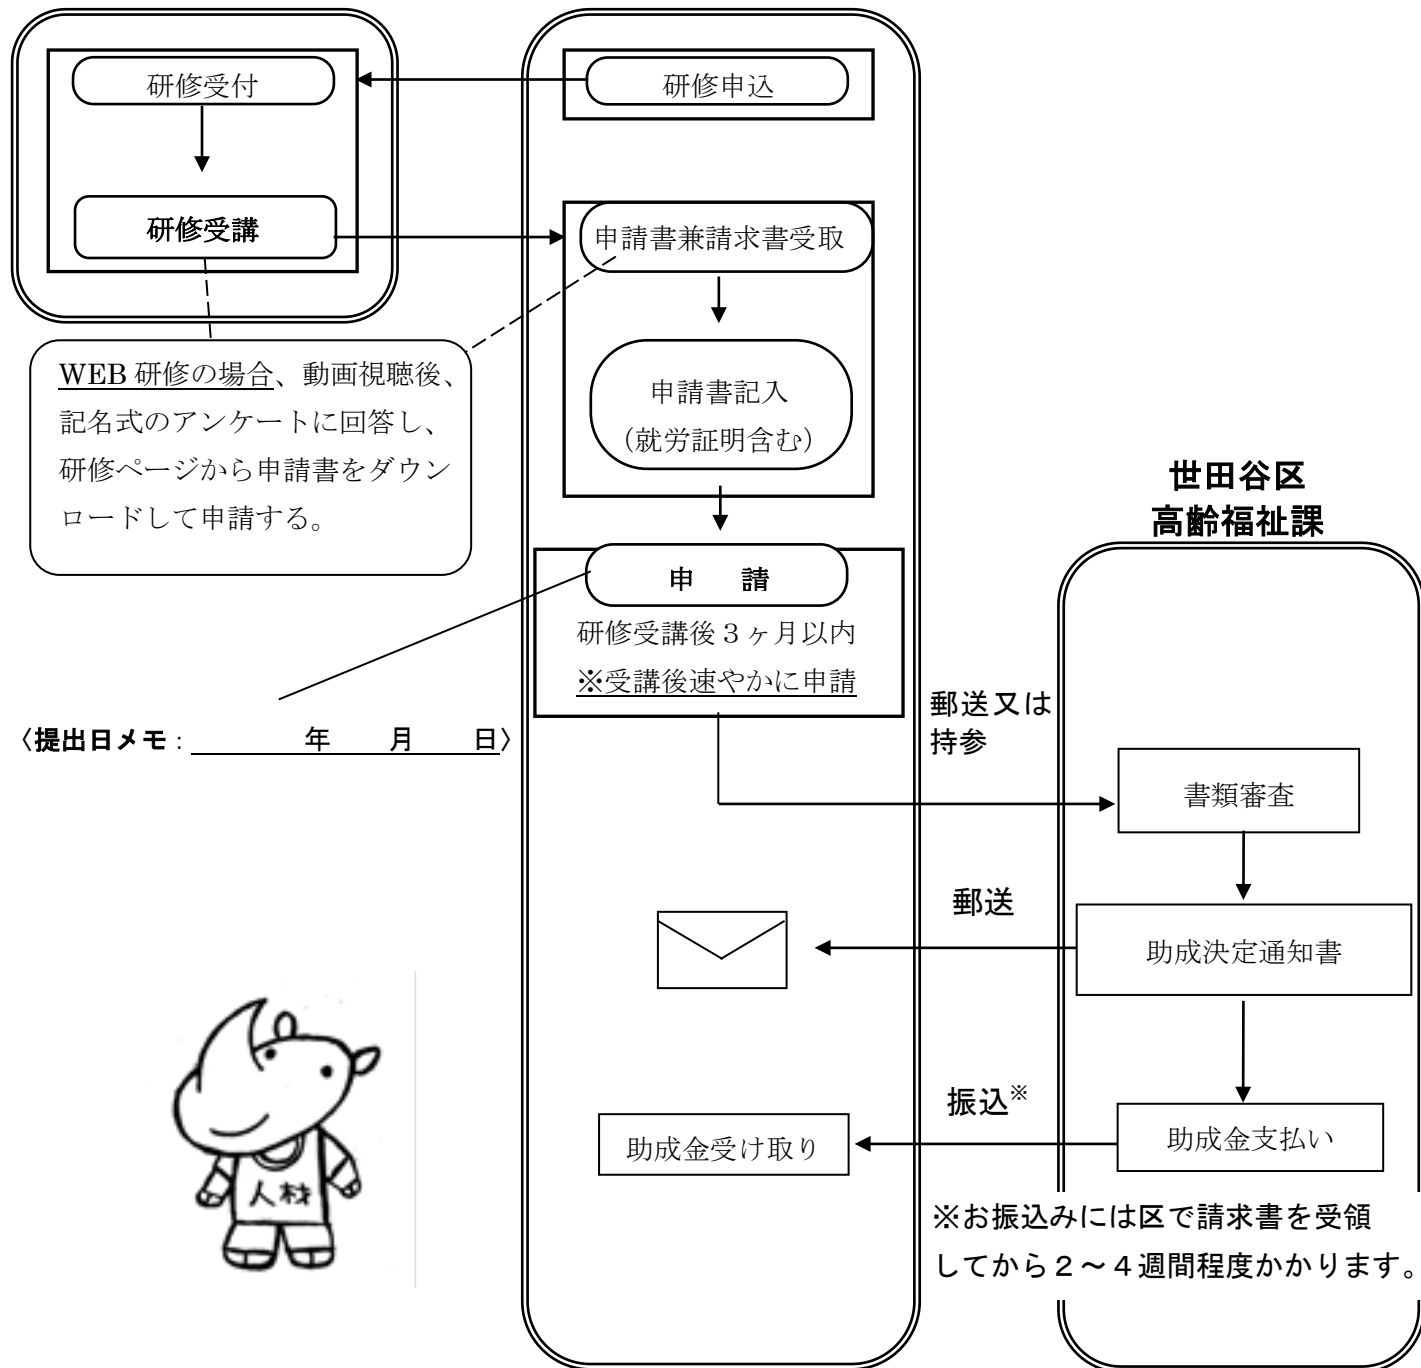 研修受付
研修申込
研修受講
申請書兼請求書受取
WEB 研修の場合、動画視聴後、
記名式のアンケートに回答し、
研修ページから申請書をダウン
ロードして申請する。
申請書記入
（就労証明含む）
世田谷区
高齢福祉課
申　請
研修受講後３ヶ月以内
※受講後速やかに申請
〈提出日メモ：　　　　年　　月　　日〉
郵送又は
持参
書類審査
郵送
助成決定通知書
振込※
助成金受け取り
助成金支払い
人材
※お振込みには区で請求書を受領
してから２～４週間程度かかります。